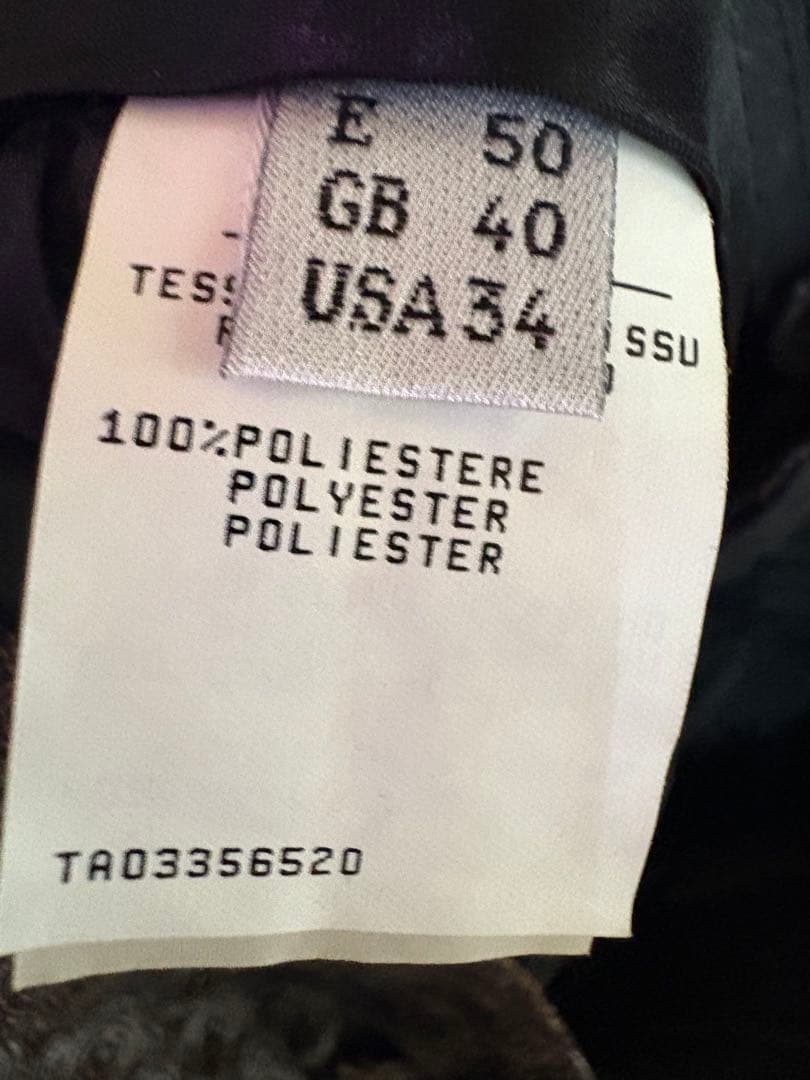 E 50
GB 40
USA 34
TESS
SSU
100%POLIESTERE
POLYESTER
POLIESTER
TA03356520